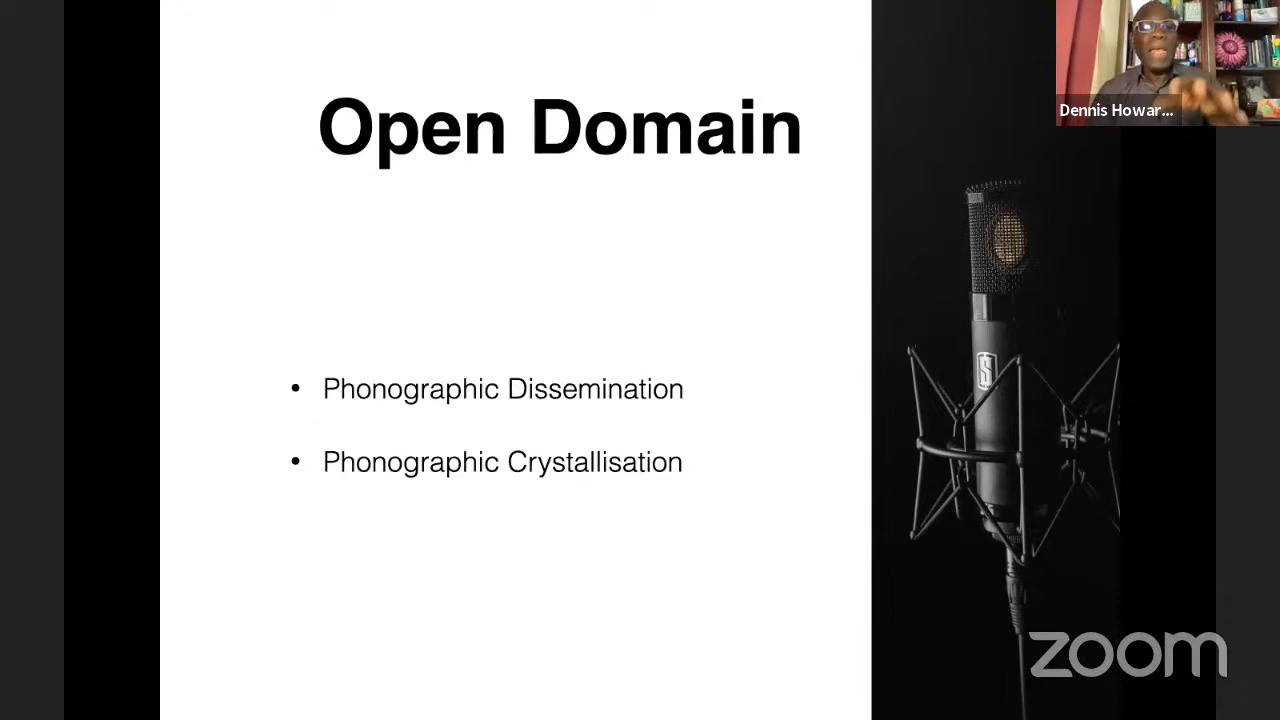 Open Domain
Dennis Howar...
• Phonographic Dissemination
• Phonographic Crystallisation
S
zoom